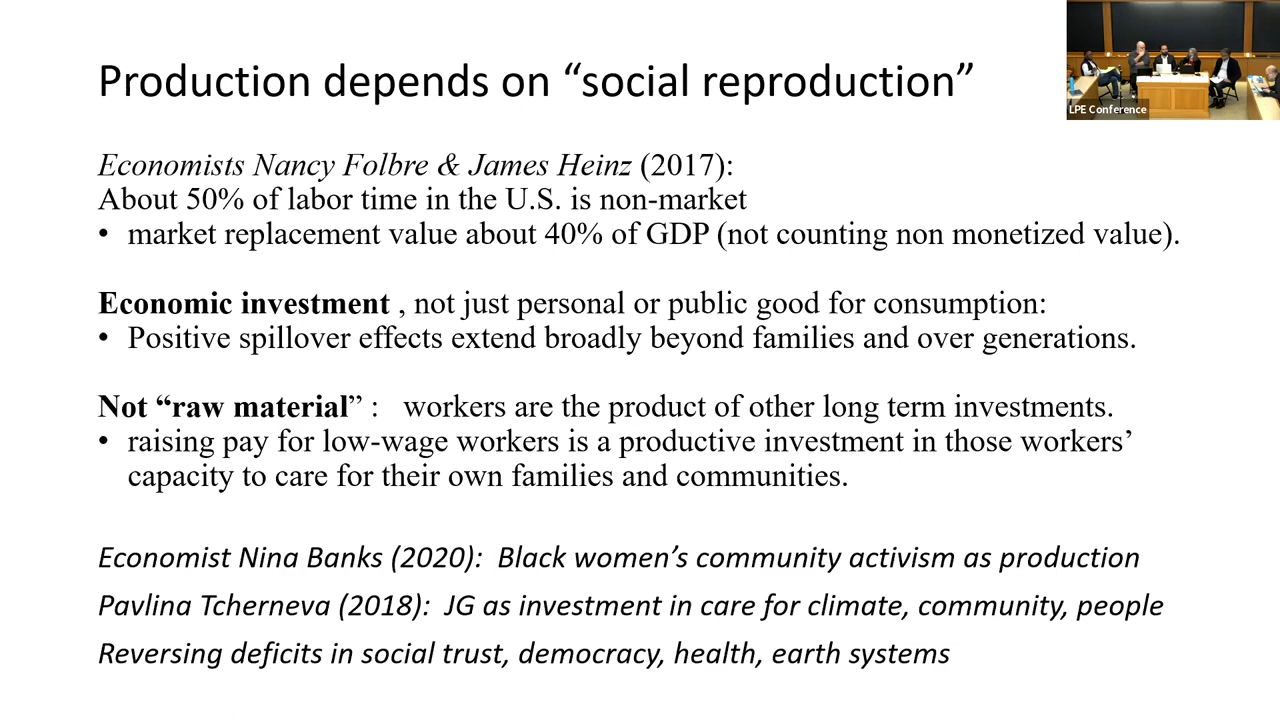 Production depends on “social reproduction”
LPE Conference
Economists Nancy Folbre & James Heinz (2017):
About 50% of labor time in the U.S. is non-market
• market replacement value about 40% of GDP (not counting non monetized value).
Economic investment , not just personal or public good for consumption:
• Positive spillover effects extend broadly beyond families and over generations.
Not “raw material” : workers are the product of other long term investments.
• raising pay for low-wage workers is a productive investment in those workers’
capacity to care for their own families and communities.
Economist Nina Banks (2020): Black women’s community activism as production
Pavlina Tcherneva (2018): JG as investment in care for climate, community, people
Reversing deficits in social trust, democracy, health, earth systems